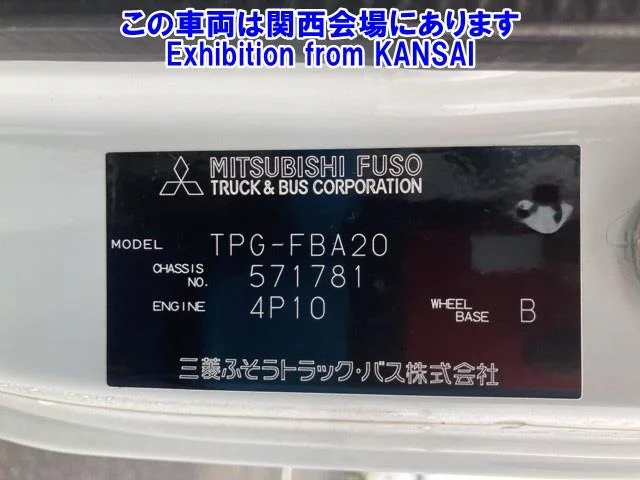 この車両は関西会場にあります
Exhibition from KANSAI
MITSUBISHI FUSO
TRUCK & BUS CORPORATION
MODEL TPG-FBA20
CHASSIS NO. 571781
ENGINE 4P10 WHEEL BASE B
三菱ふそうトラック・バス株式会社